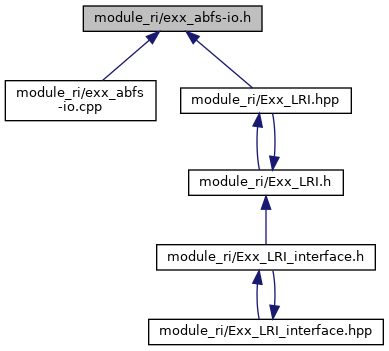 module_ri/exx_abfs-io.h
module_ri/exx_abfs
-io.cpp
module_ri/Exx_LRI.hpp
module_ri/Exx_LRI.h
module_ri/Exx_LRI_interface.h
module_ri/Exx_LRI_interface.hpp